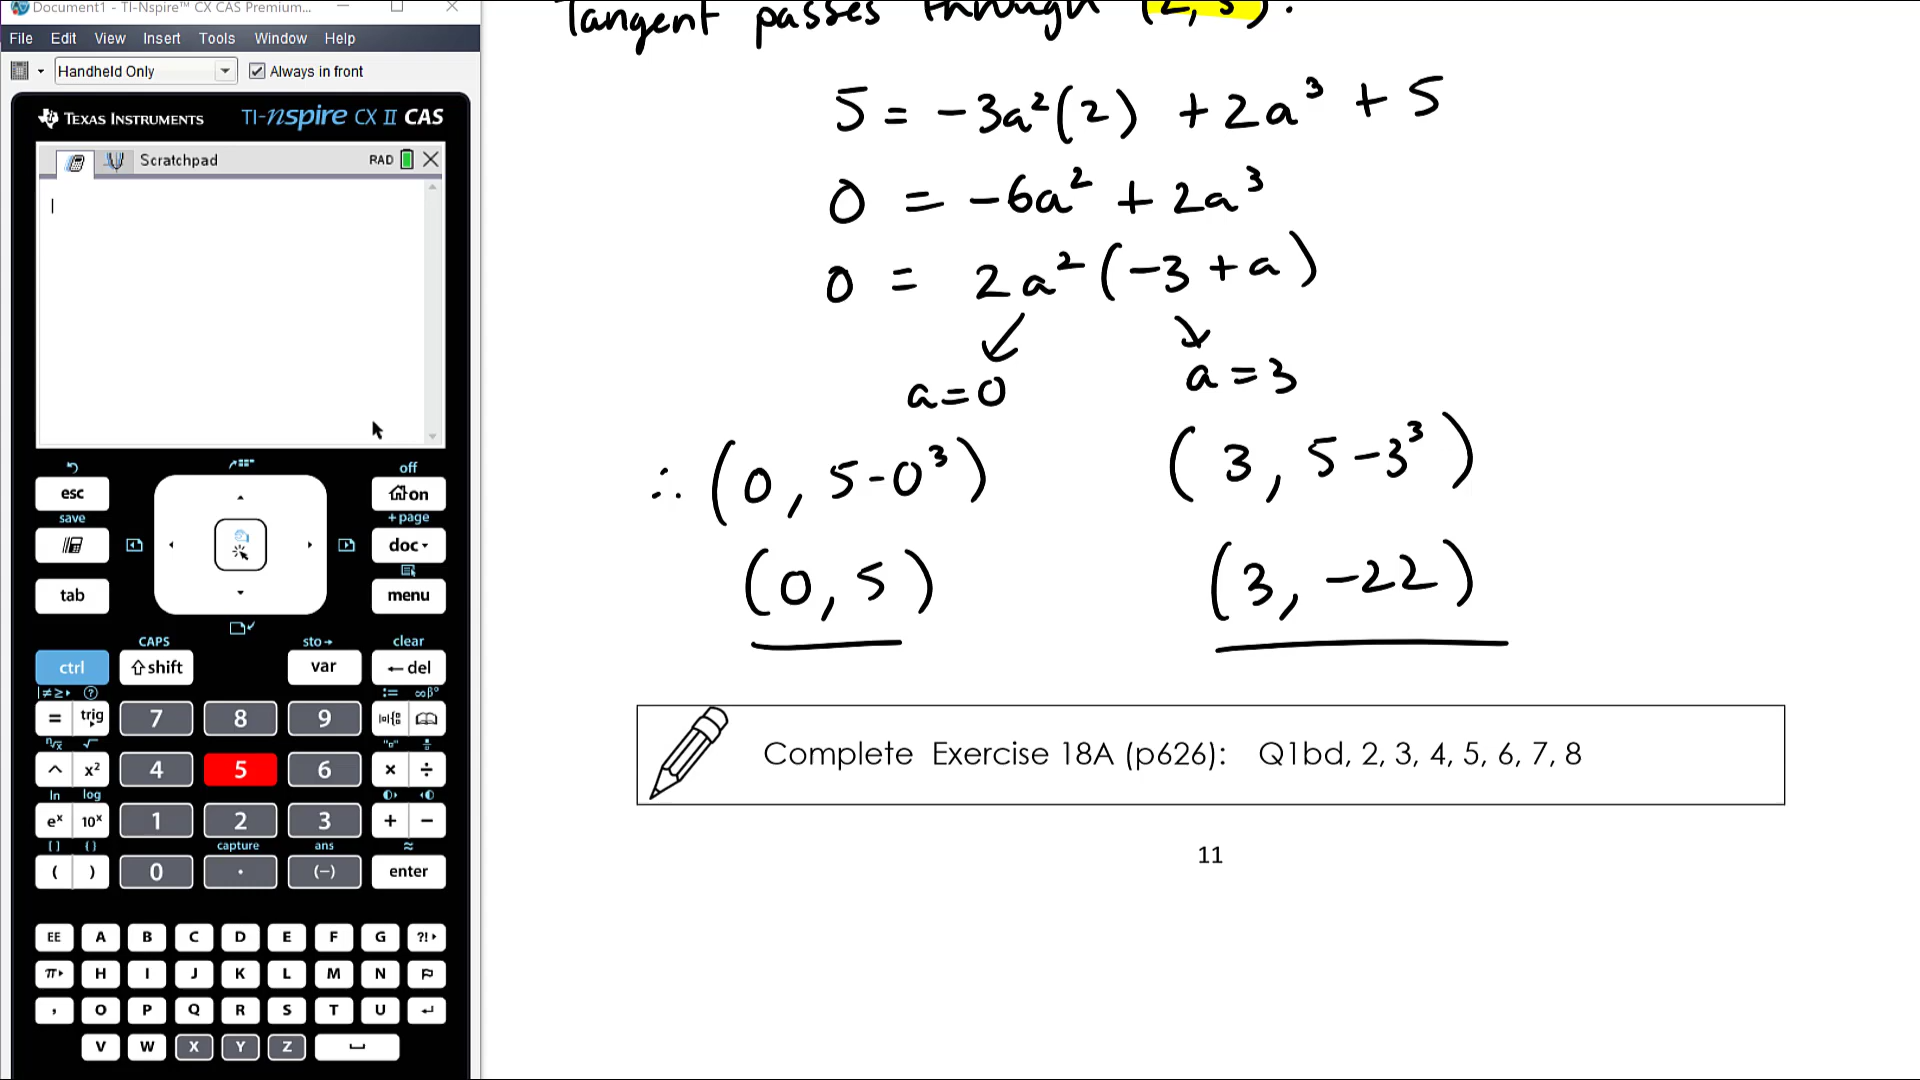 Document1 - TI-Nspire™ CX CAS Premium...
File Edit View Insert Tools Window Help
Handheld Only Always in front
TEXAS INSTRUMENTS TI-nspire CX II CAS
Scratchpad RAD
off
esc on
save + page
doc
tab menu
CAPS sto→ clear
ctrl shift var ←del
|≠≥▸ ? := ∞β°
= trig 7 8 9 |□|{
ⁿ√x √ "□"
^ x² 4 5 6 × ÷
ln log
eˣ 10ˣ 1 2 3 + −
[ ] { } capture ans ≈
( ) 0 . (−) enter
EE A B C D E F G ?!▸
π▸ H I J K L M N
, O P Q R S T U ↵
V W X Y Z
Tangent passes through (2, 5).
5 = -3a²(2) + 2a³ + 5
0 = -6a² + 2a³
0 = 2a²(-3 + a)
a = 0 a = 3
∴ (0, 5-0³) (3, 5-3³)
(0, 5) (3, -22)
Complete Exercise 18A (p626): Q1bd, 2, 3, 4, 5, 6, 7, 8
11